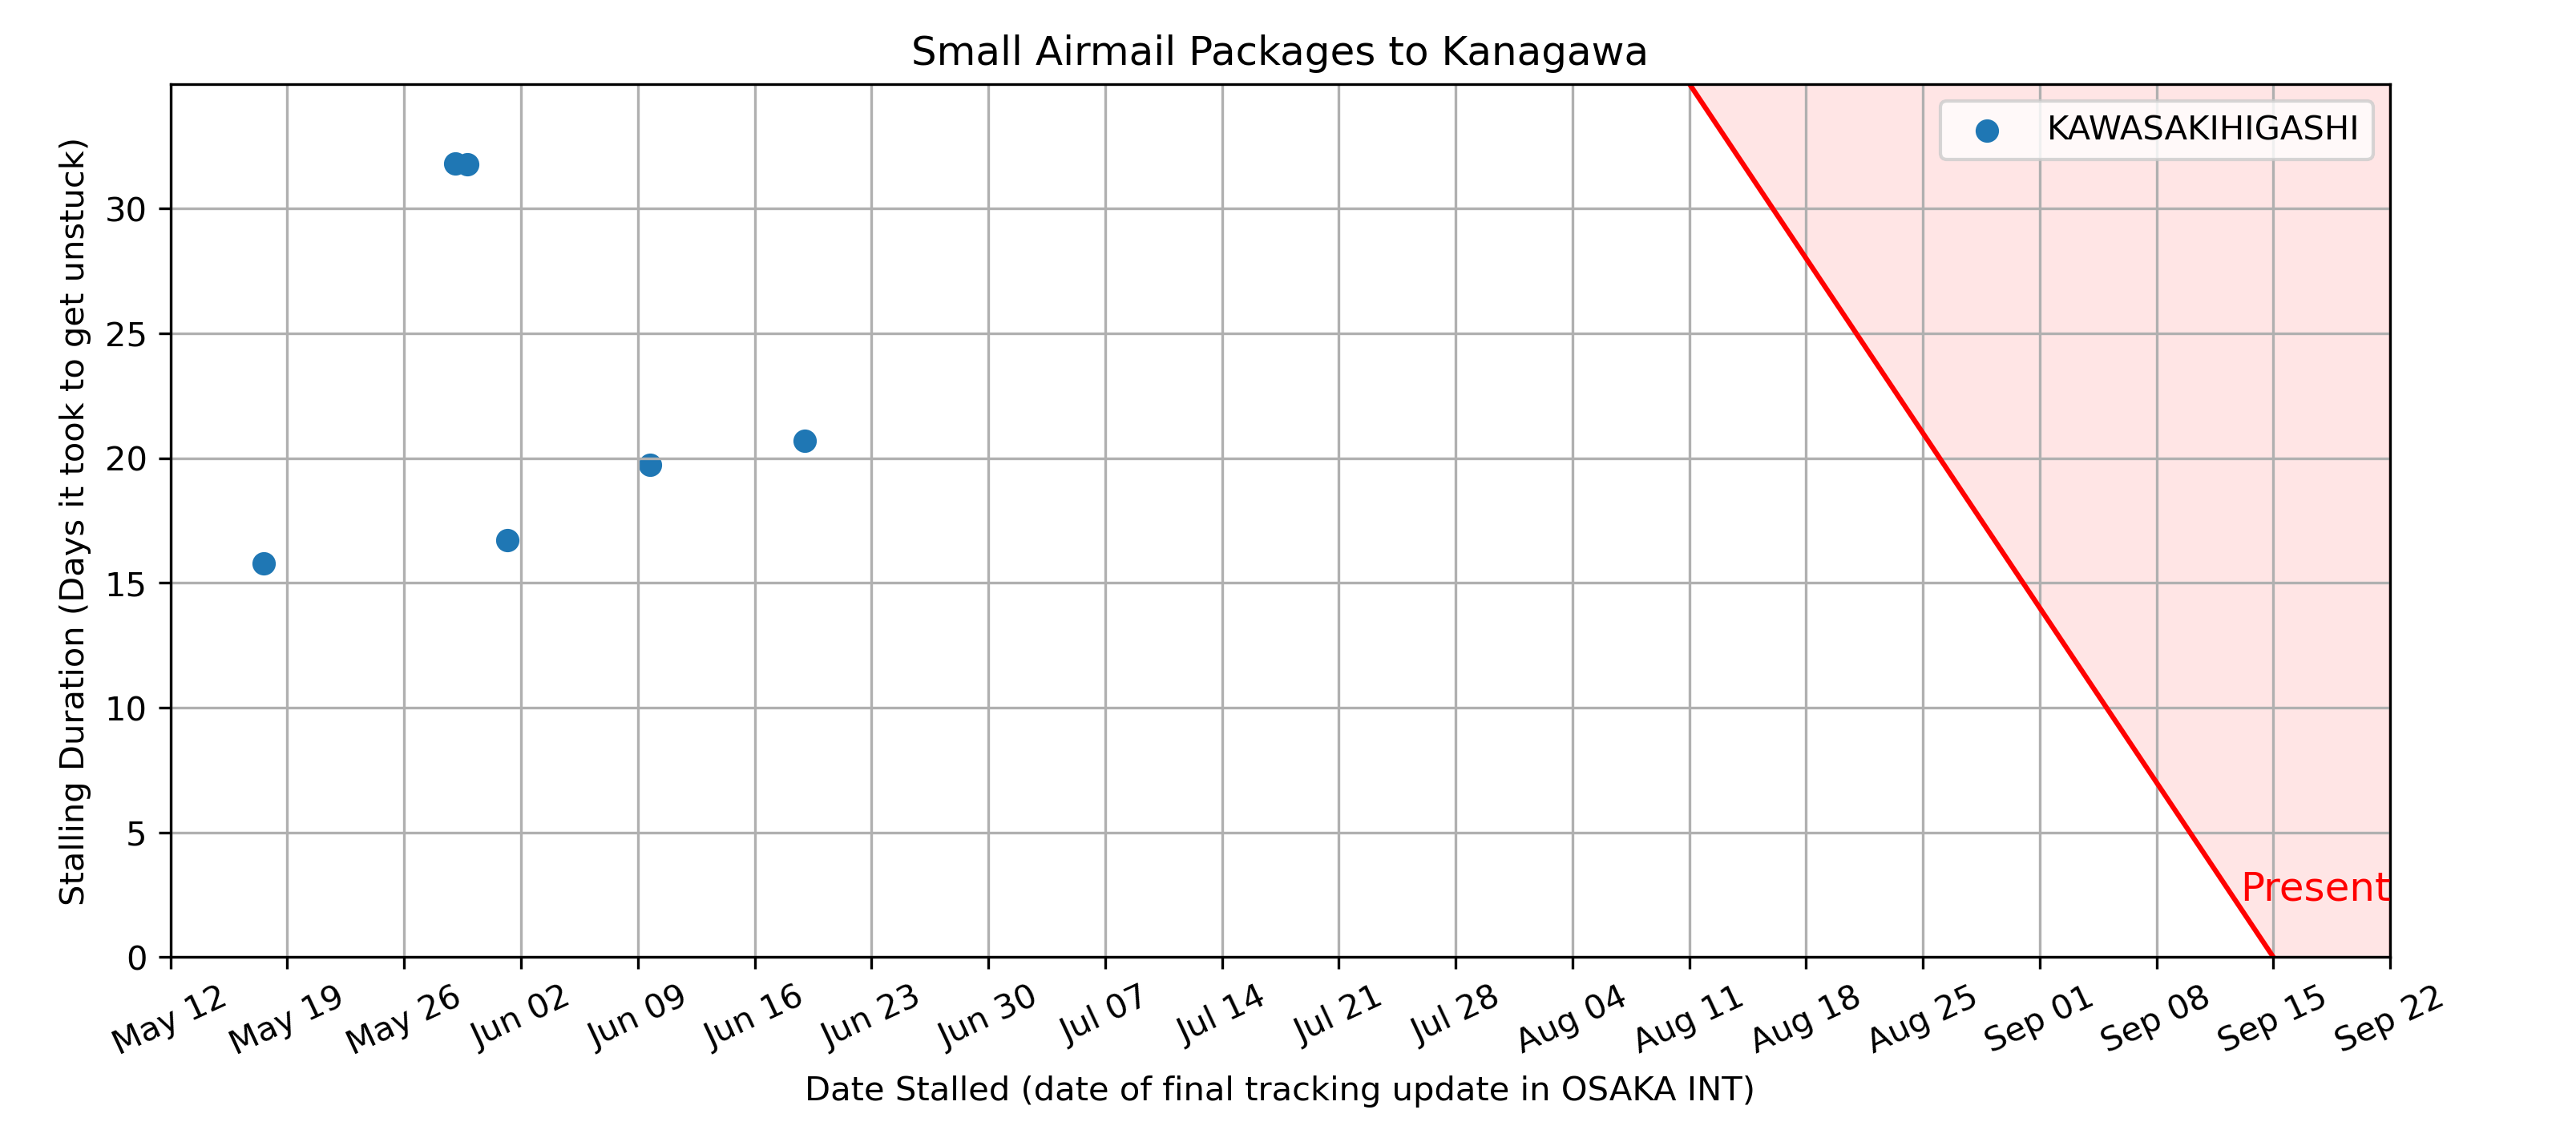 Small Airmail Packages to Kanagawa
KAWASAKIHIGASHI
Stalling Duration (Days it took to get unstuck)
30
25
20
15
10
5
0
Present
May 12
May 19
May 26
Jun 02
Jun 09
Jun 16
Jun 23
Jun 30
Jul 07
Jul 14
Jul 21
Jul 28
Aug 04
Aug 11
Aug 18
Aug 25
Sep 01
Sep 08
Sep 15
Sep 22
Date Stalled (date of final tracking update in OSAKA INT)